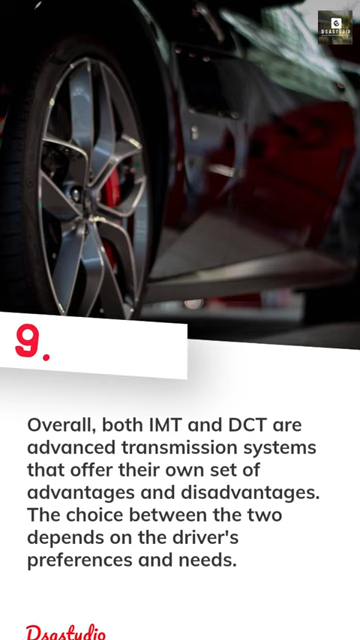 DSASTUDIO
9.
Overall, both IMT and DCT are
advanced transmission systems
that offer their own set of
advantages and disadvantages.
The choice between the two
depends on the driver's
preferences and needs.
Dsastudio